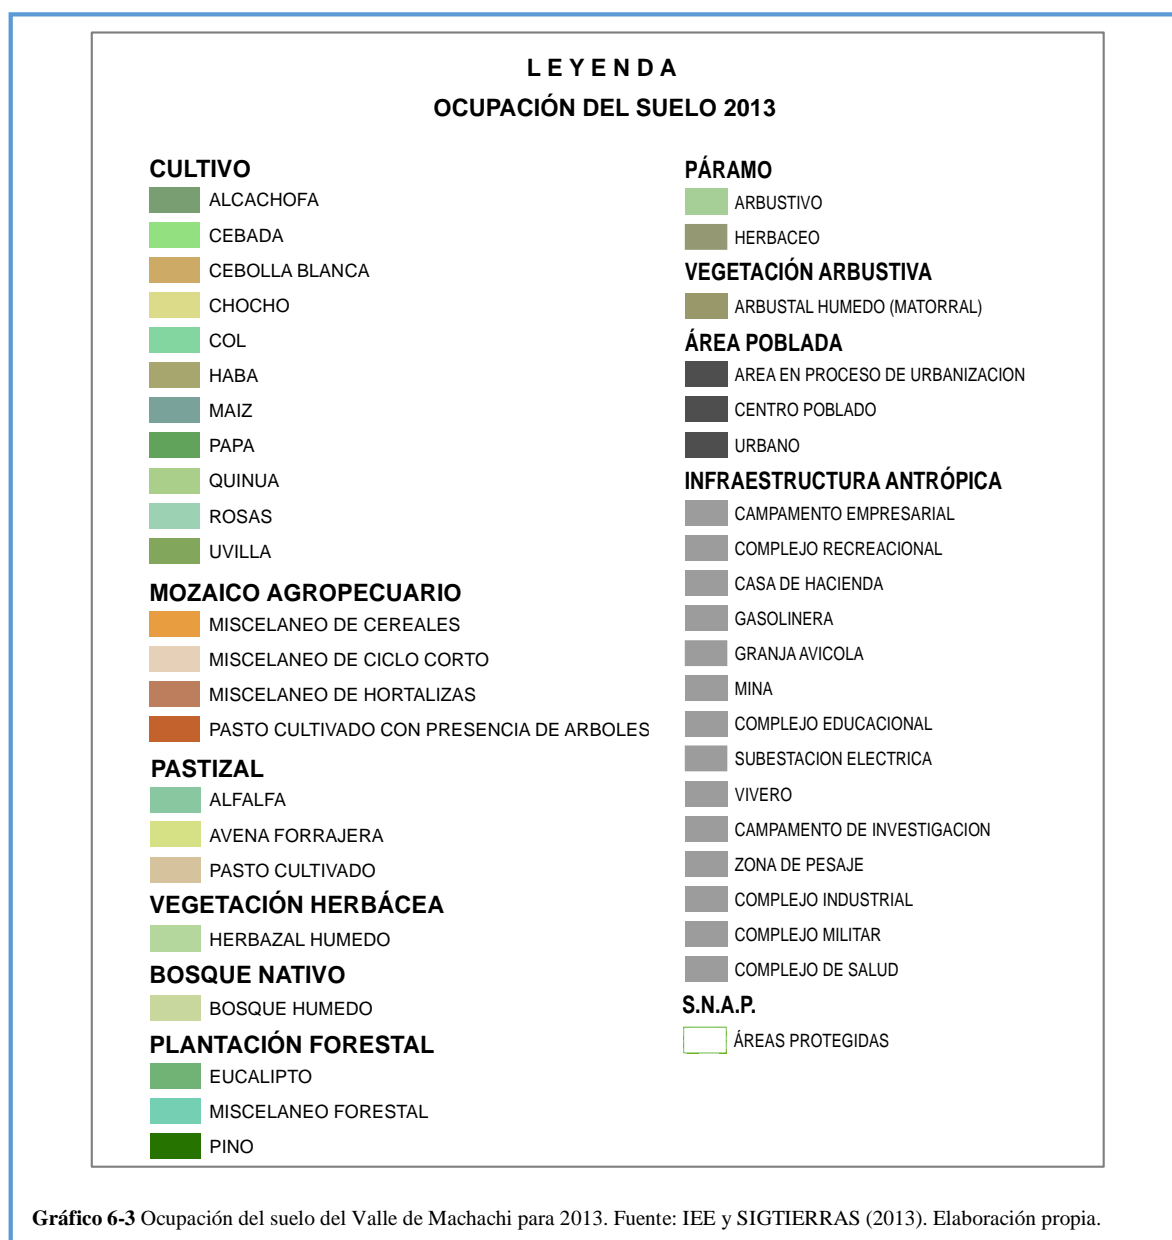 LEYENDA
OCUPACIÓN DEL SUELO 2013
CULTIVO
ALCACHOFA
CEBADA
CEBOLLA BLANCA
CHOCHO
COL
HABA
MAIZ
PAPA
QUINUA
ROSAS
UVILLA
MOZAICO AGROPECUARIO
MISCELANEO DE CEREALES
MISCELANEO DE CICLO CORTO
MISCELANEO DE HORTALIZAS
PASTO CULTIVADO CON PRESENCIA DE ARBOLES
PASTIZAL
ALFALFA
AVENA FORRAJERA
PASTO CULTIVADO
VEGETACIÓN HERBÁCEA
HERBAZAL HUMEDO
BOSQUE NATIVO
BOSQUE HUMEDO
PLANTACIÓN FORESTAL
EUCALIPTO
MISCELANEO FORESTAL
PINO
PÁRAMO
ARBUSTIVO
HERBACEO
VEGETACIÓN ARBUSTIVA
ARBUSTAL HUMEDO (MATORRAL)
ÁREA POBLADA
AREA EN PROCESO DE URBANIZACION
CENTRO POBLADO
URBANO
INFRAESTRUCTURA ANTRÓPICA
CAMPAMENTO EMPRESARIAL
COMPLEJO RECREACIONAL
CASA DE HACIENDA
GASOLINERA
GRANJA AVICOLA
MINA
COMPLEJO EDUCACIONAL
SUBESTACION ELECTRICA
VIVERO
CAMPAMENTO DE INVESTIGACION
ZONA DE PESAJE
COMPLEJO INDUSTRIAL
COMPLEJO MILITAR
COMPLEJO DE SALUD
S.N.A.P.
ÁREAS PROTEGIDAS
Gráfico 6-3 Ocupación del suelo del Valle de Machachi para 2013. Fuente: IEE y SIGTIERRAS (2013). Elaboración propia.